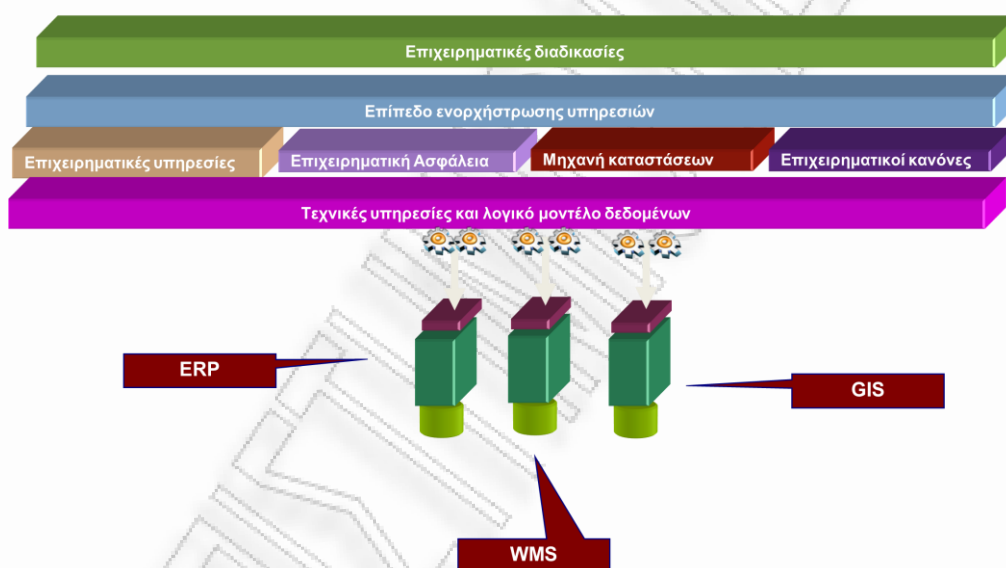 Επιχειρηματικές διαδικασίες
Επίπεδο ενορχήστρωσης υπηρεσιών
Επιχειρηματικές υπηρεσίες
Επιχειρηματική Ασφάλεια
Μηχανή καταστάσεων
Επιχειρηματικοί κανόνες
Τεχνικές υπηρεσίες και λογικό μοντέλο δεδομένων
ERP
GIS
WMS